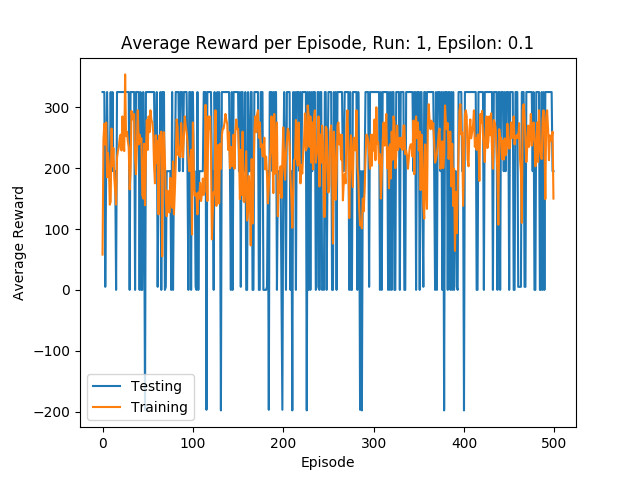 Average Reward per Episode, Run: 1, Epsilon: 0.1
Average Reward
300
200
100
0
−100
−200
Testing
Training
0
100
200
300
400
500
Episode